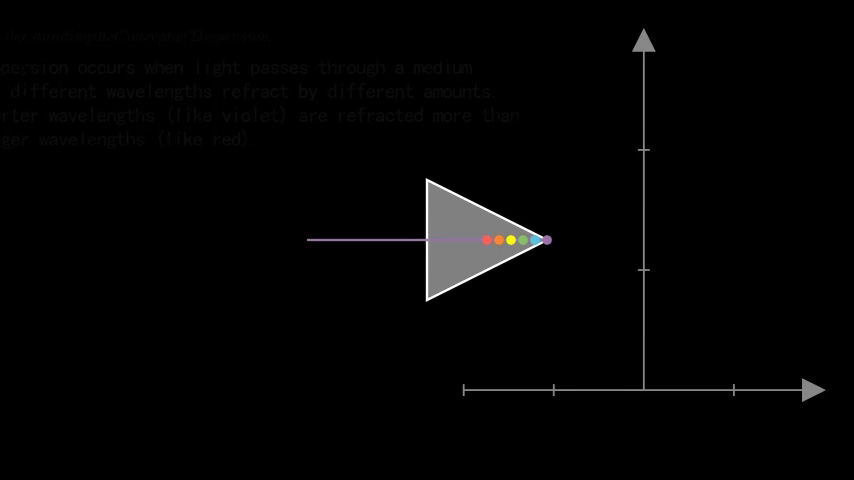 persion occurs when light passes through a medium
different wavelengths refract by different amounts.
rter wavelengths (like violet) are refracted more than
ger wavelengths (like red).